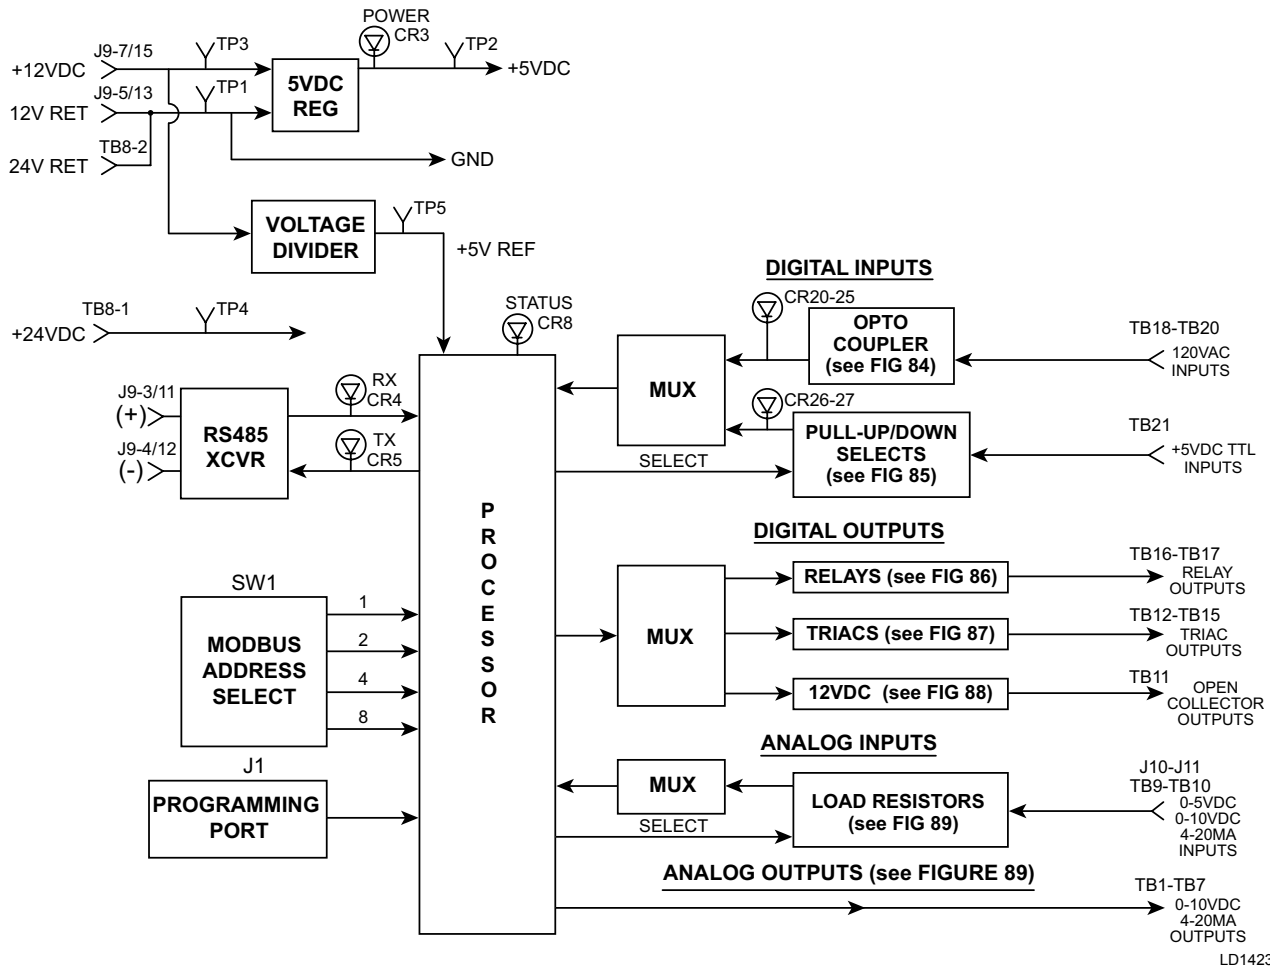 POWER
CR3
J9-7/15
TP3
TP2
+12VDC
+5VDC
5VDC
REG
J9-5/13
TP1
12V RET
TB8-2
24V RET
GND
VOLTAGE
DIVIDER
TP5
+5V REF
TB8-1
TP4
+24VDC
STATUS
CR8
DIGITAL INPUTS
CR20-25
OPTO
COUPLER
(see FIG 84)
TB18-TB20
120VAC
INPUTS
MUX
CR26-27
PULL-UP/DOWN
SELECTS
(see FIG 85)
TB21
+5VDC TTL
INPUTS
SELECT
J9-3/11
(+)
J9-4/12
(-)
RS485
XCVR
RX
CR4
TX
CR5
PROCESSOR
DIGITAL OUTPUTS
MUX
RELAYS (see FIG 86)
TB16-TB17
RELAY
OUTPUTS
TRIACS (see FIG 87)
TB12-TB15
TRIAC
OUTPUTS
12VDC (see FIG 88)
TB11
OPEN
COLLECTOR
OUTPUTS
SW1
MODBUS
ADDRESS
SELECT
1
2
4
8
J1
PROGRAMMING
PORT
ANALOG INPUTS
MUX
LOAD RESISTORS
(see FIG 89)
SELECT
J10-J11
TB9-TB10
0-5VDC
0-10VDC
4-20MA
INPUTS
ANALOG OUTPUTS (see FIGURE 89)
TB1-TB7
0-10VDC
4-20MA
OUTPUTS
LD1423